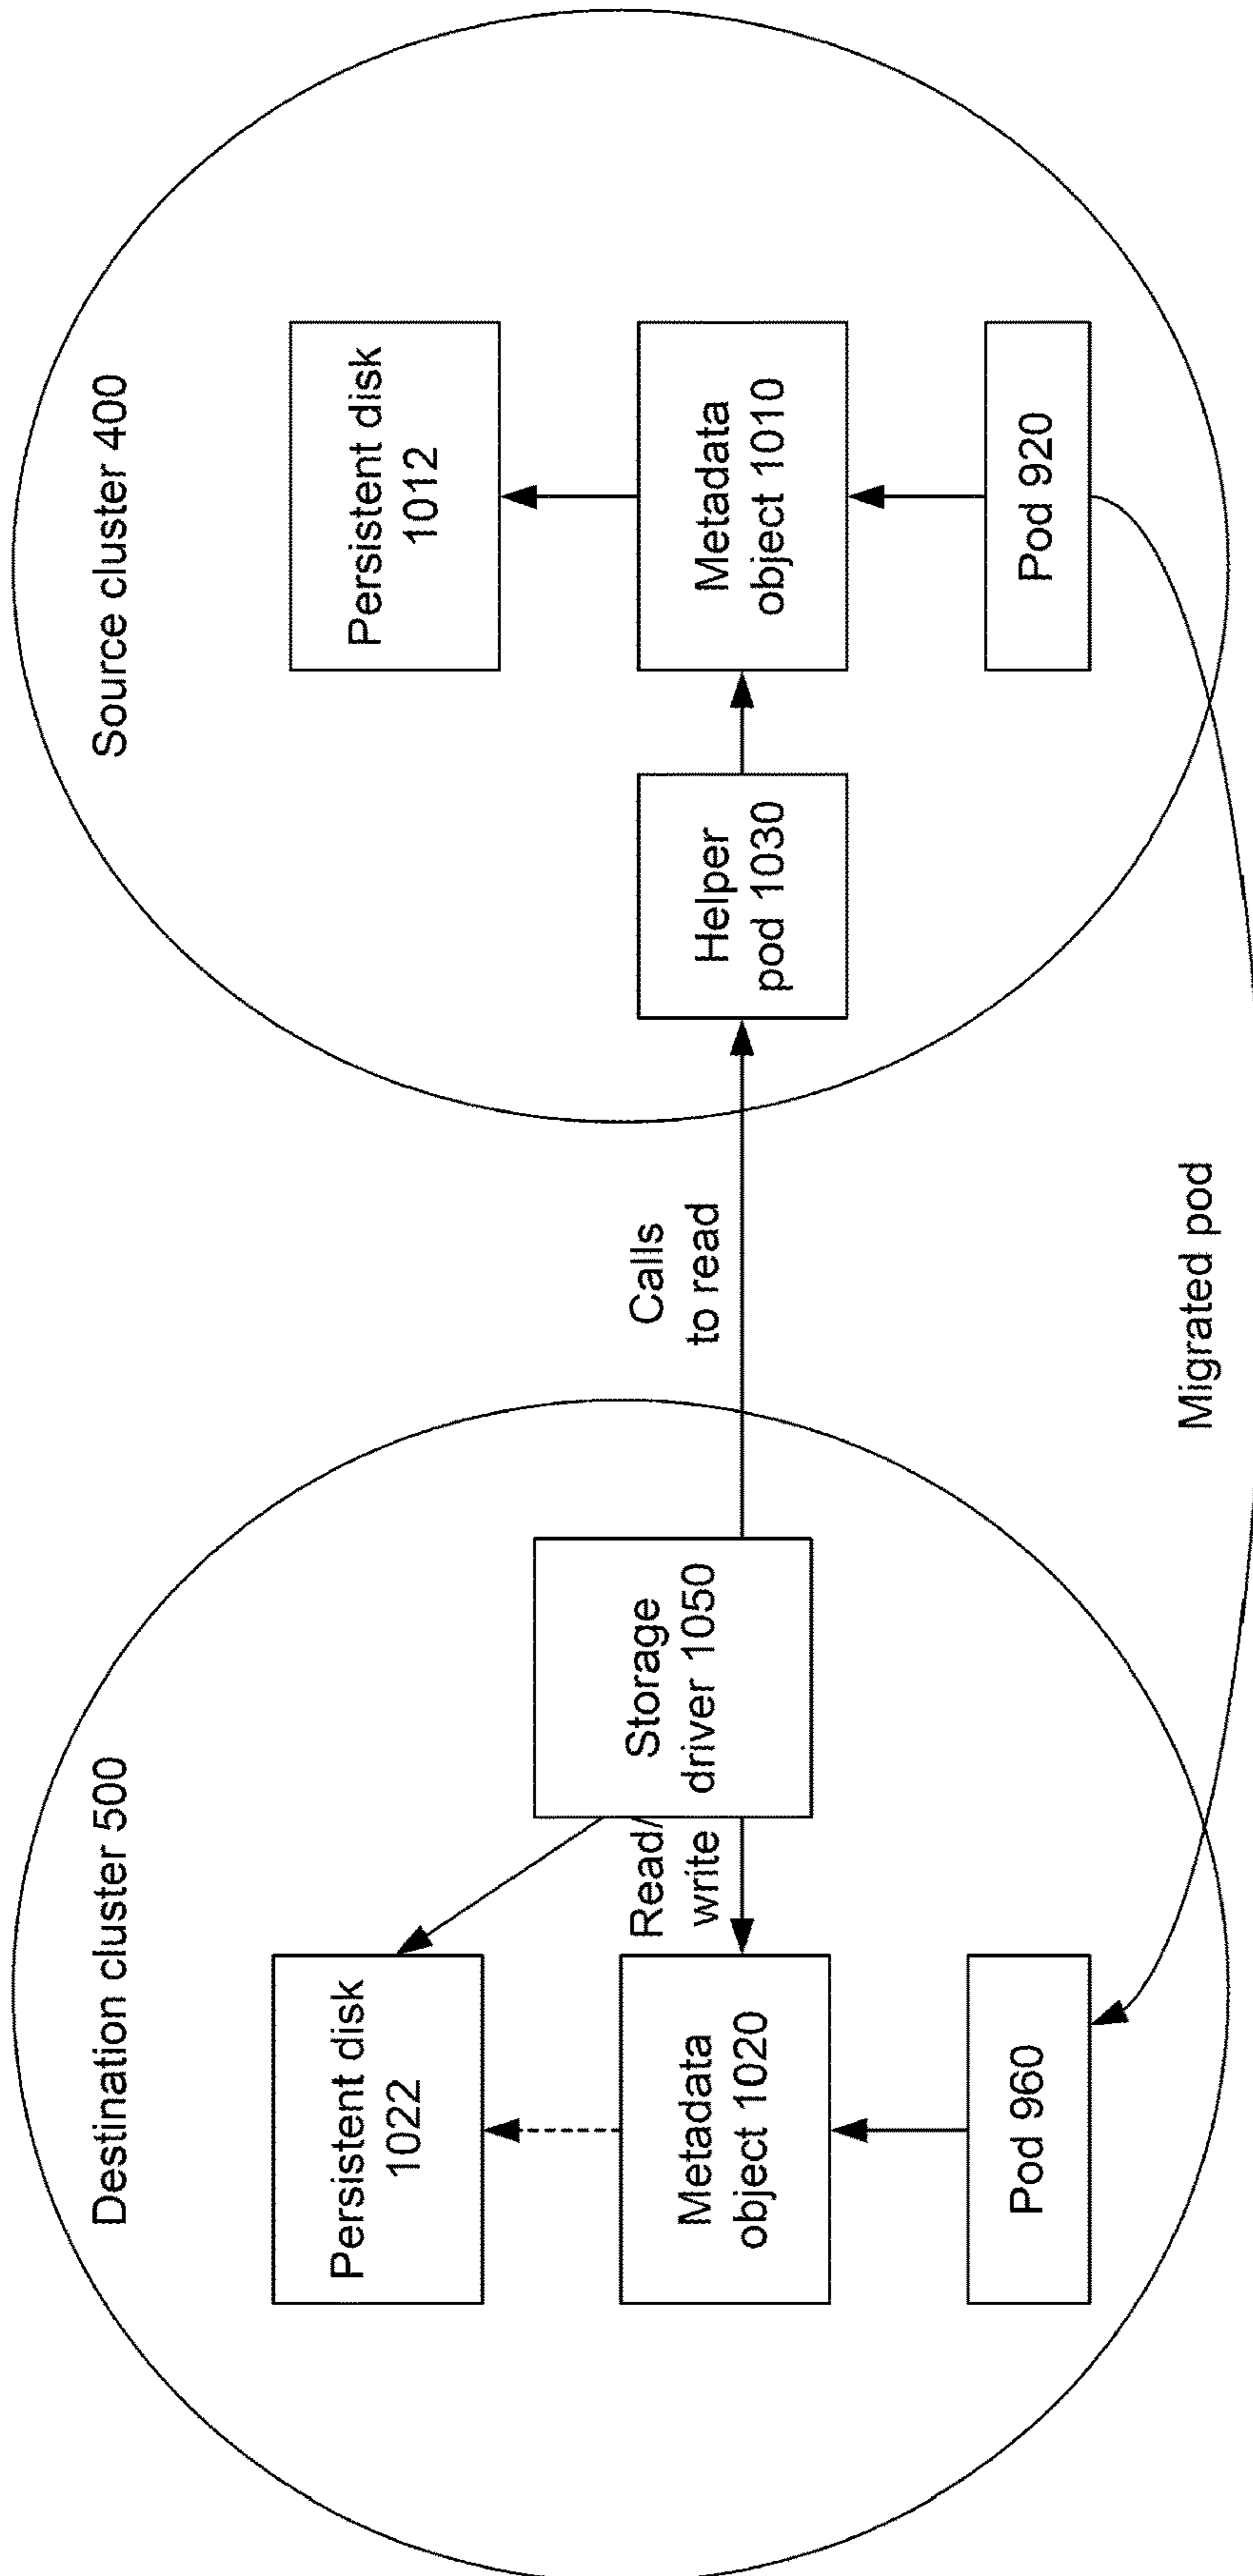 Destination cluster 500
Persistent disk
1022
Metadata
object 1020
Pod 960
Read/
write
Storage
driver 1050
Calls
to read
Migrated pod
Source cluster 400
Helper
pod 1030
Persistent disk
1012
Metadata
object 1010
Pod 920